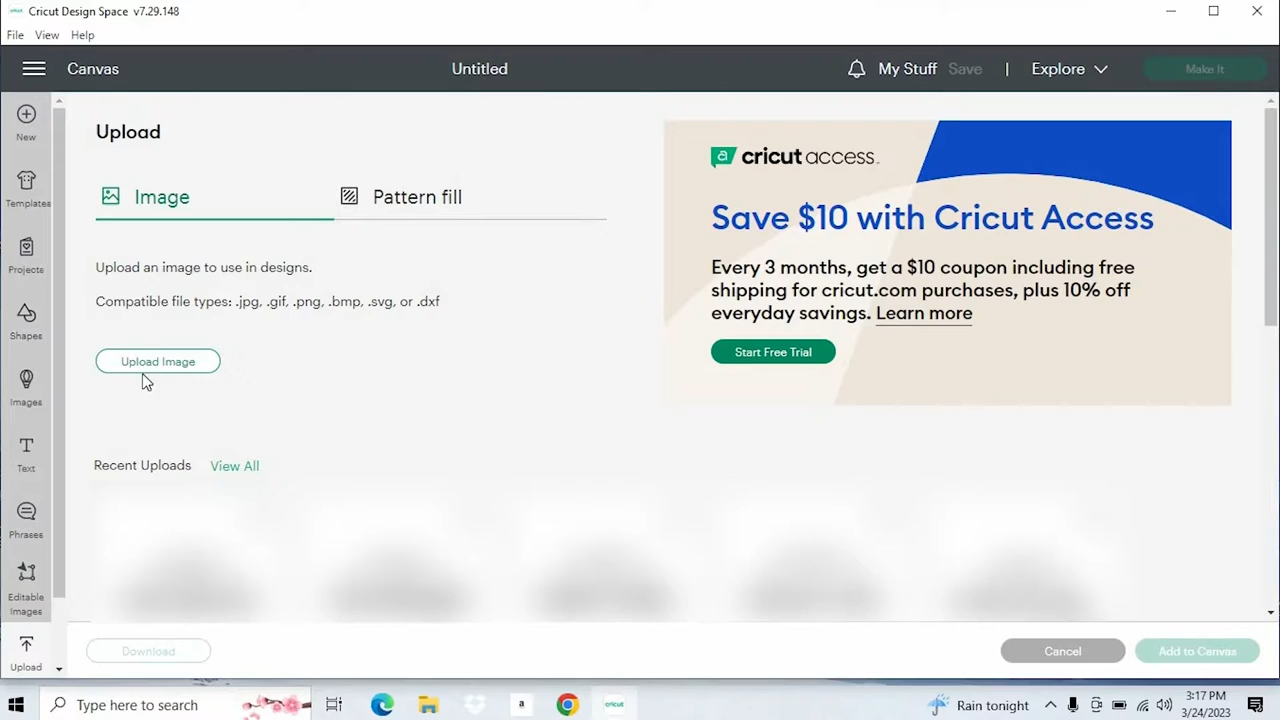 Cricut Design Space v7.29.148
File View Help
Canvas
Untitled
My Stuff Save | Explore
Make It
New
Templates
Projects
Shapes
Images
Text
Phrases
Editable
Images
Upload
Upload
Image
Pattern fill
Upload an image to use in designs.
Compatible file types: .jpg, .gif, .png, .bmp, .svg, or .dxf
Upload Image
Recent Uploads View All
a cricut access™
Save $10 with Cricut Access
Every 3 months, get a $10 coupon including free
shipping for cricut.com purchases, plus 10% off
everyday savings. Learn more
Start Free Trial
Download
Cancel
Add to Canvas
Type here to search
a
cricut
Rain tonight
3:17 PM
3/24/2023